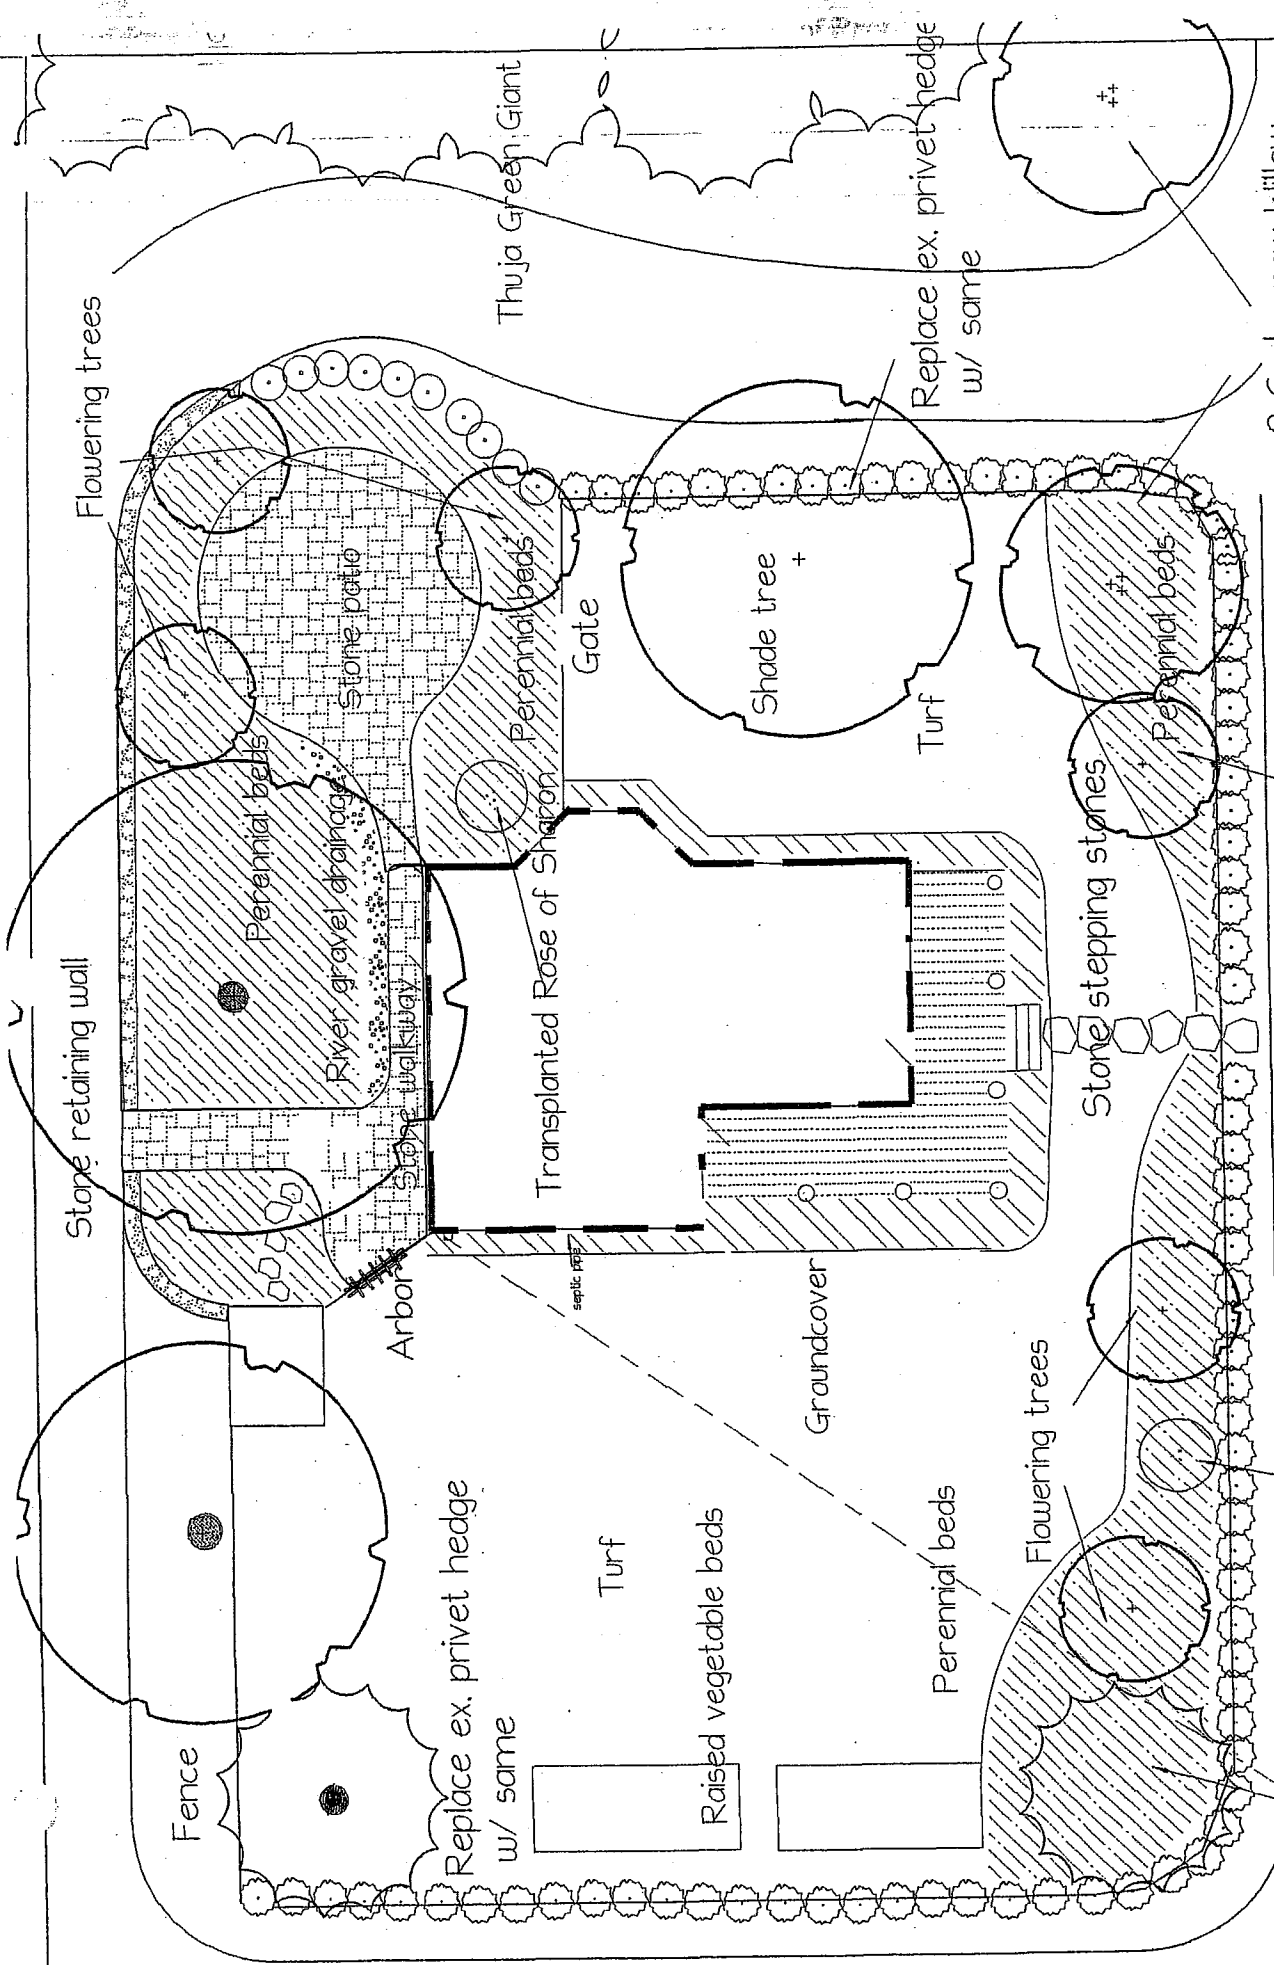 Stone retaining wall
Flowering trees
Fence
Perennial beds
River gravel drainage
Stone patio
Stone walkway
Arbor
Thuja Green Giant
Perennial beds
Transplanted Rose of Sharon
Gate
septic pipe
Replace ex. privet hedge
w/ same
Turf
Raised vegetable beds
Shade tree
Groundcover
Replace ex. privet hedge
w/ same
Turf
Perennial beds
Flowering trees
Stone stepping stones
Perennial beds